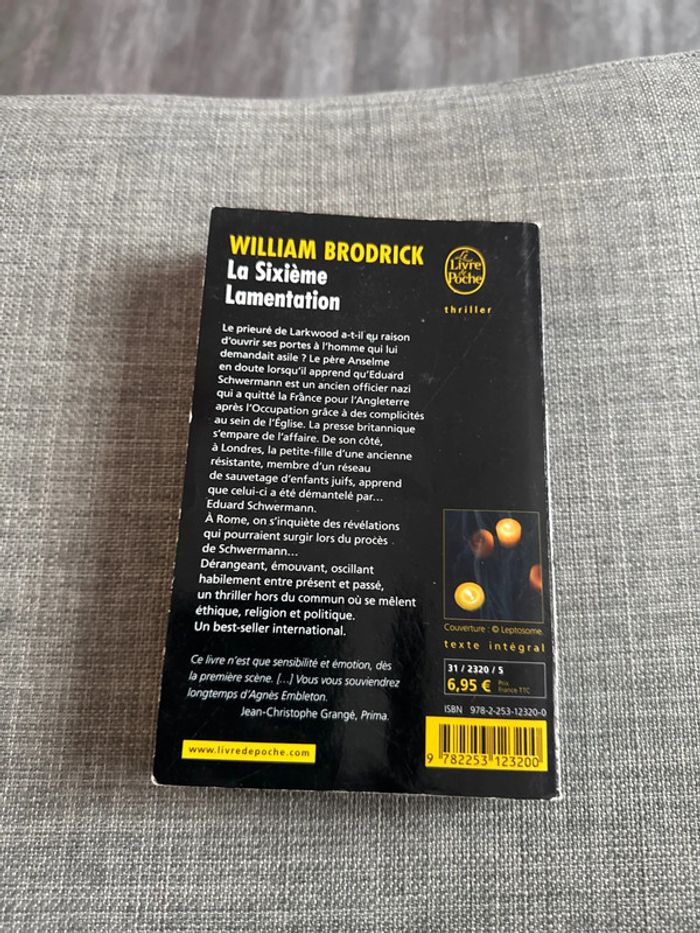 WILLIAM BRODRICK
La Sixième
Lamentation
Le Livre de Poche
thriller
Le prieuré de Larkwood a-t-il eu raison
d'ouvrir ses portes à l'homme qui lui
demandait asile ? Le père Anselme
en doute lorsqu'il apprend qu'Eduard
Schwermann est un ancien officier nazi
qui a quitté la France pour l'Angleterre
après l'Occupation grâce à des complicités
au sein de l'Église. La presse britannique
s'empare de l'affaire. De son côté,
à Londres, la petite-fille d'une ancienne
résistante, membre d'un réseau
de sauvetage d'enfants juifs, apprend
que celui-ci a été démantelé par...
Eduard Schwermann.
À Rome, on s'inquiète des révélations
qui pourraient surgir lors du procès
de Schwermann...
Dérangeant, émouvant, oscillant
habilement entre présent et passé,
un thriller hors du commun où se mêlent
éthique, religion et politique.
Un best-seller international.
Ce livre n'est que sensibilité et émotion, dès
la première scène. [...] Vous vous souviendrez
longtemps d'Agnès Embleton.
Jean-Christophe Grangé, Prima.
www.livredepoche.com
Couverture : © Leptosome.
texte intégral
31 / 2320 / 5
6,95 € Prix France TTC
ISBN 978-2-253-12320-0
9 782253 123200